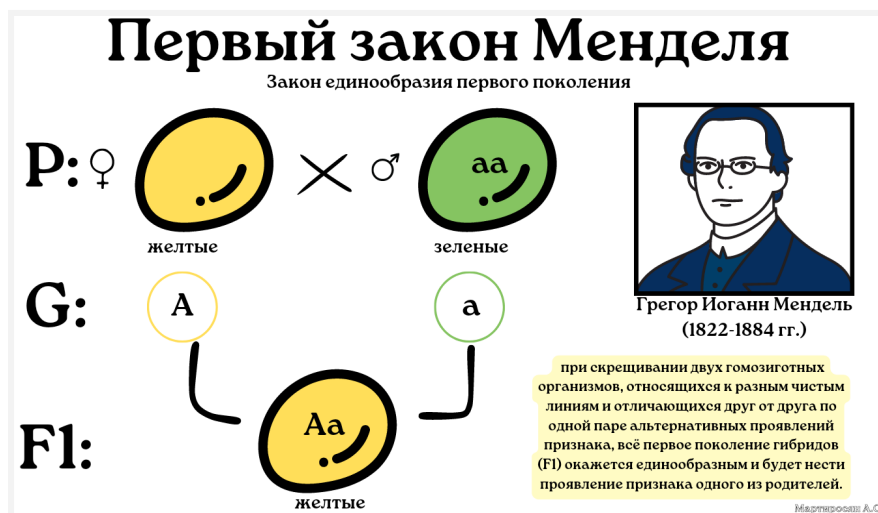 Первый закон Менделя
Закон единообразия первого поколения
P: ♀ × ♂ aa
желтые зеленые
G: A a
Грегор Иоганн Мендель
(1822-1884 гг.)
при скрещивании двух гомозиготных
организмов, относящихся к разным чистым
линиям и отличающихся друг от друга по
одной паре альтернативных проявлений
признака, всё первое поколение гибридов
(F1) окажется единообразным и будет нести
проявление признака одного из родителей.
F1: Aa
желтые
Мартиросян А.О